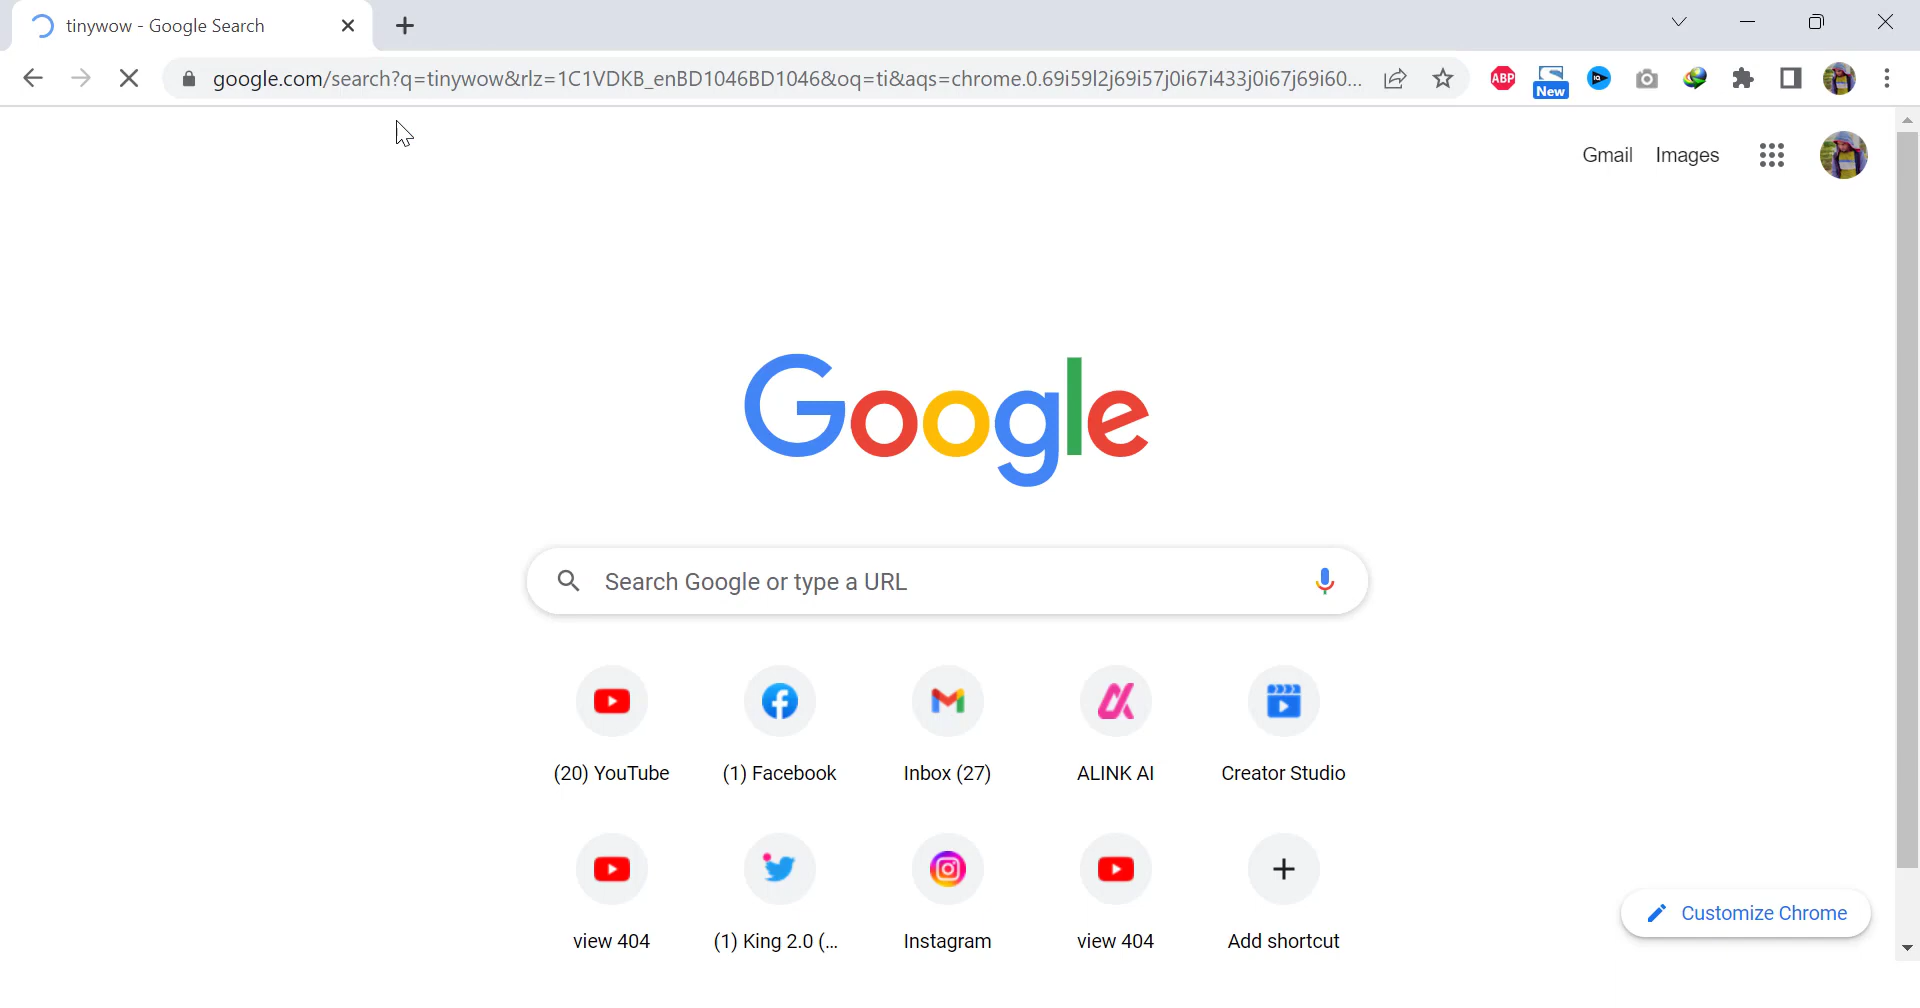 tinywow - Google Search
google.com/search?q=tinywow&rlz=1C1VDKB_enBD1046BD1046&oq=ti&aqs=chrome.0.69i59l2j69i57j0i67i433j0i67j69i60...
ABP
New
Gmail Images
Google
Search Google or type a URL
(20) YouTube (1) Facebook Inbox (27) ALINK AI Creator Studio
view 404 (1) King 2.0 (... Instagram view 404 Add shortcut
Customize Chrome